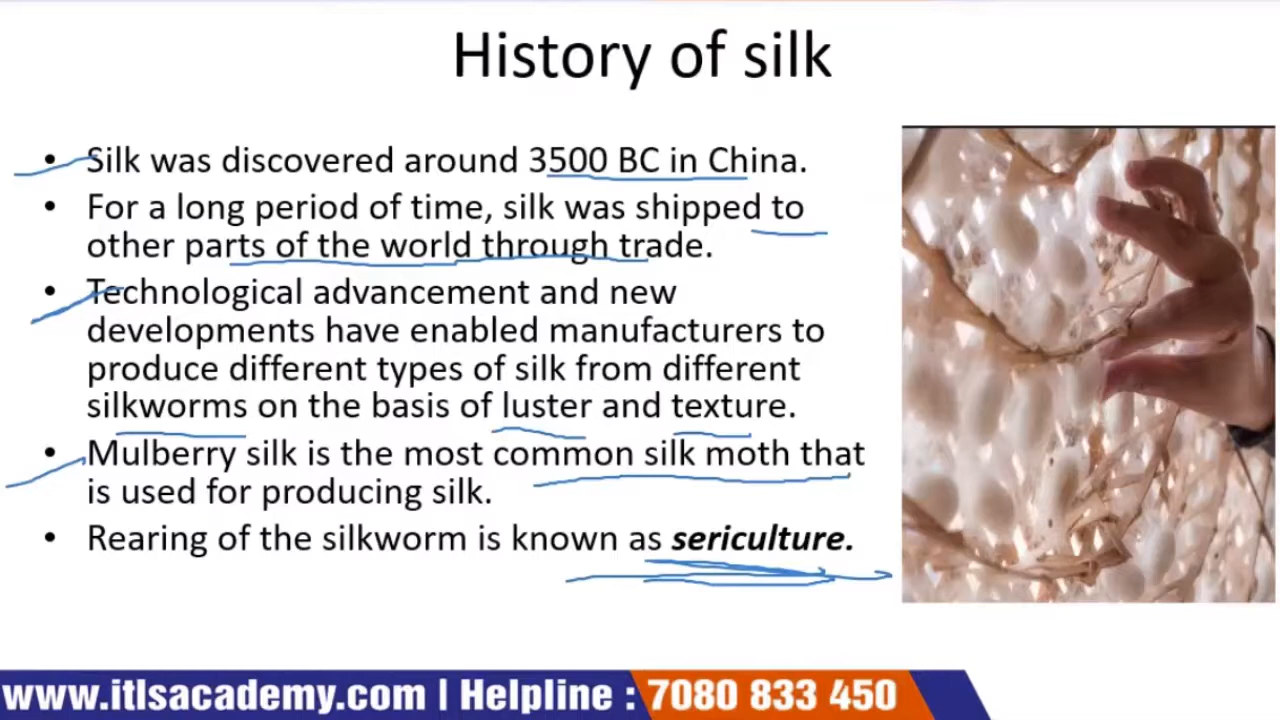 History of silk
• Silk was discovered around 3500 BC in China.
• For a long period of time, silk was shipped to
other parts of the world through trade.
• Technological advancement and new
developments have enabled manufacturers to
produce different types of silk from different
silkworms on the basis of luster and texture.
• Mulberry silk is the most common silk moth that
is used for producing silk.
• Rearing of the silkworm is known as sericulture.
www.itlsacademy.com | Helpline : 7080 833 450